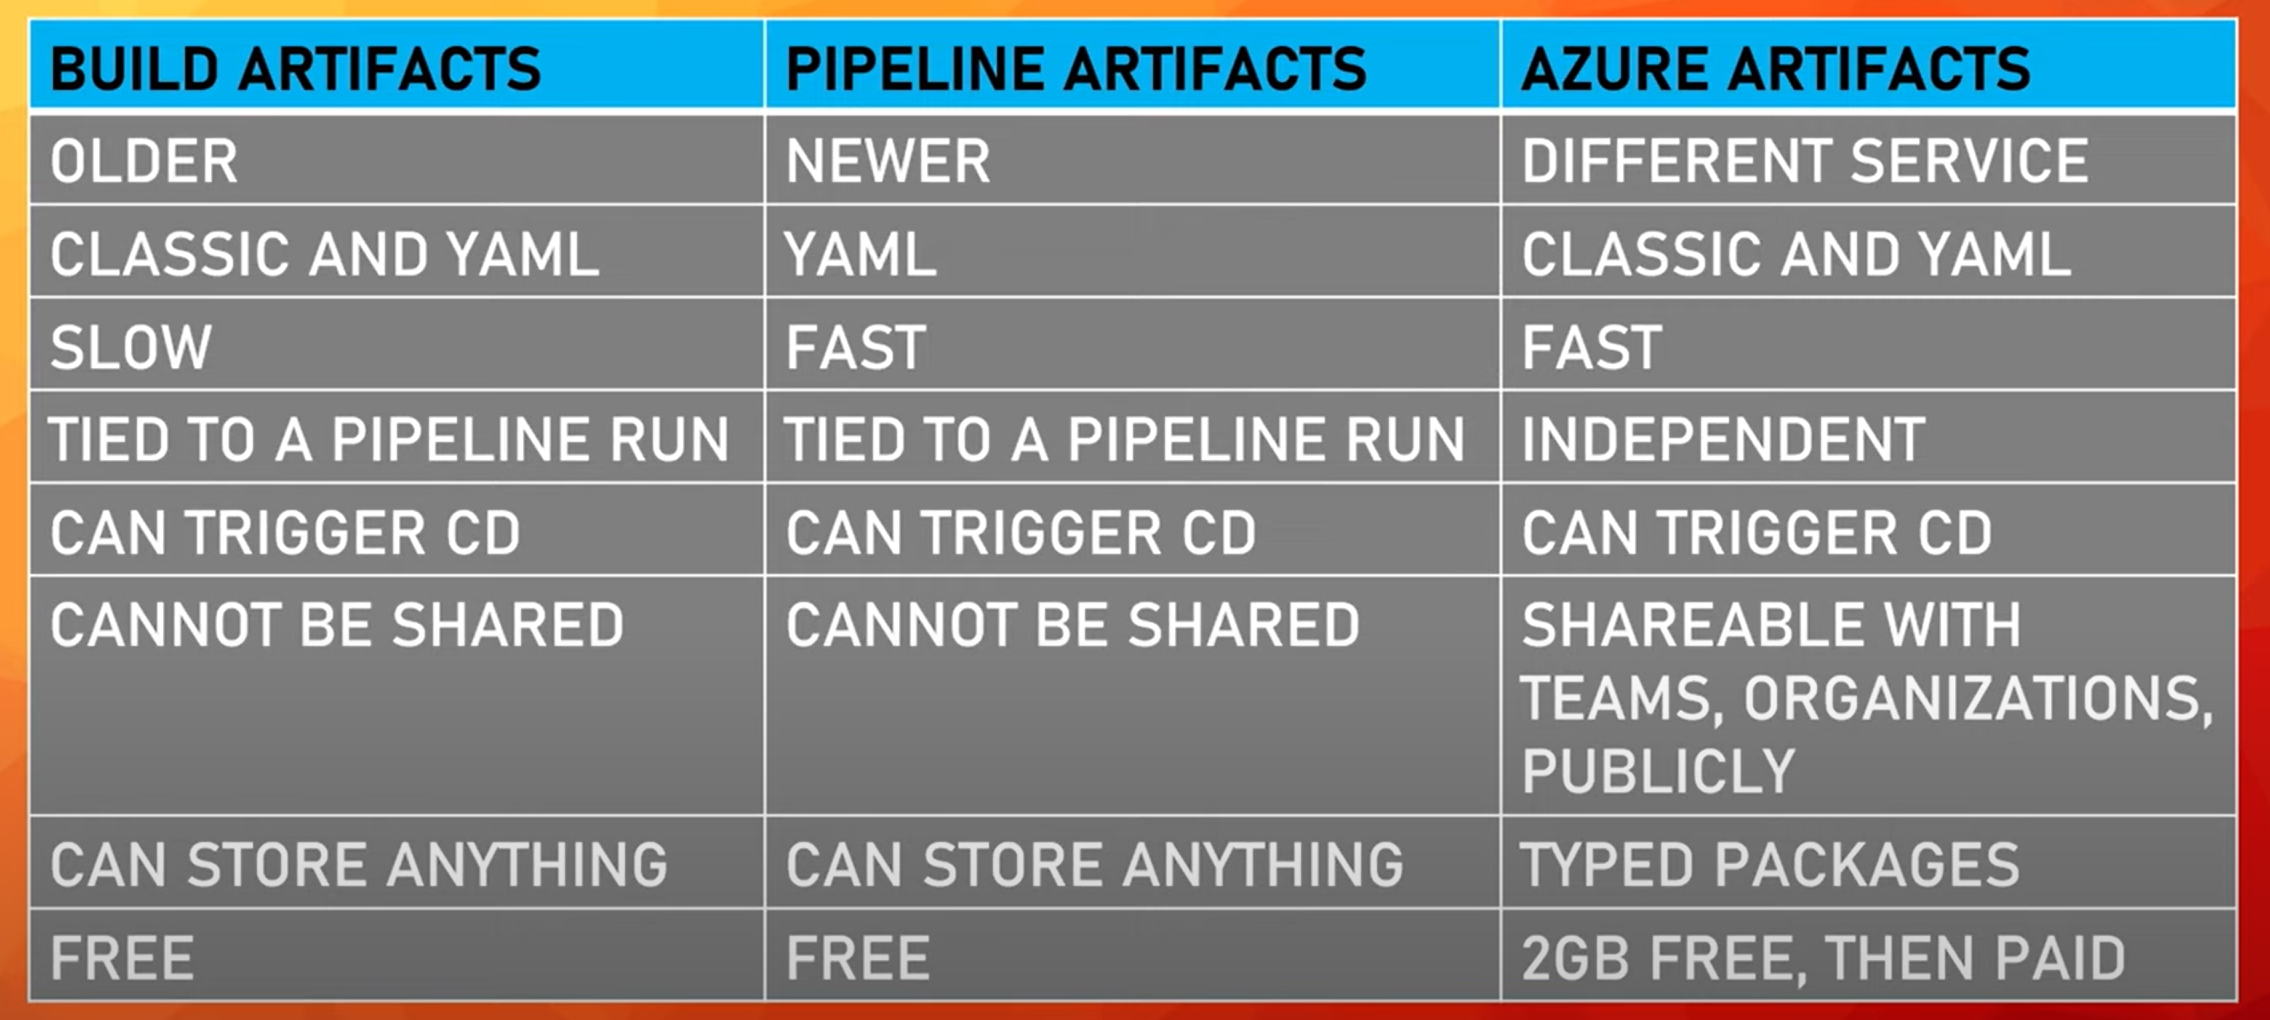 BUILD ARTIFACTS PIPELINE ARTIFACTS AZURE ARTIFACTS
OLDER NEWER DIFFERENT SERVICE
CLASSIC AND YAML YAML CLASSIC AND YAML
SLOW FAST FAST
TIED TO A PIPELINE RUN TIED TO A PIPELINE RUN INDEPENDENT
CAN TRIGGER CD CAN TRIGGER CD CAN TRIGGER CD
CANNOT BE SHARED CANNOT BE SHARED SHAREABLE WITH
TEAMS, ORGANIZATIONS,
PUBLICLY
CAN STORE ANYTHING CAN STORE ANYTHING TYPED PACKAGES
FREE FREE 2GB FREE, THEN PAID